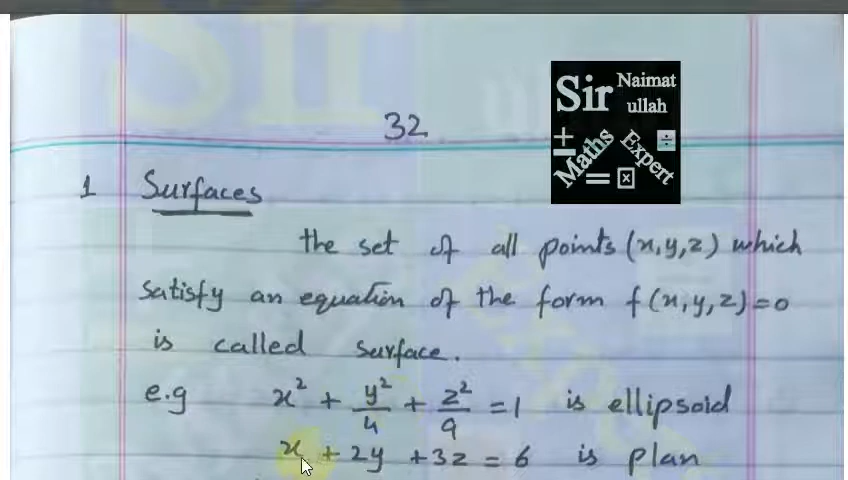 32
Sir Naimat ullah
+ - ÷
Maths = x Expert
1 Surfaces
the set of all points (x,y,z) which
satisfy an equation of the form f(x,y,z)=0
is called surface.
e.g x² + y²/4 + z²/9 = 1 is ellipsoid
x + 2y + 3z = 6 is plan